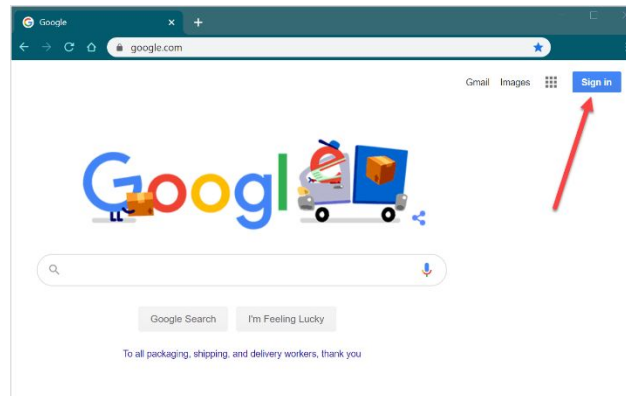 Google
google.com
Gmail Images Sign in
Google
Google Search I'm Feeling Lucky
To all packaging, shipping, and delivery workers, thank you